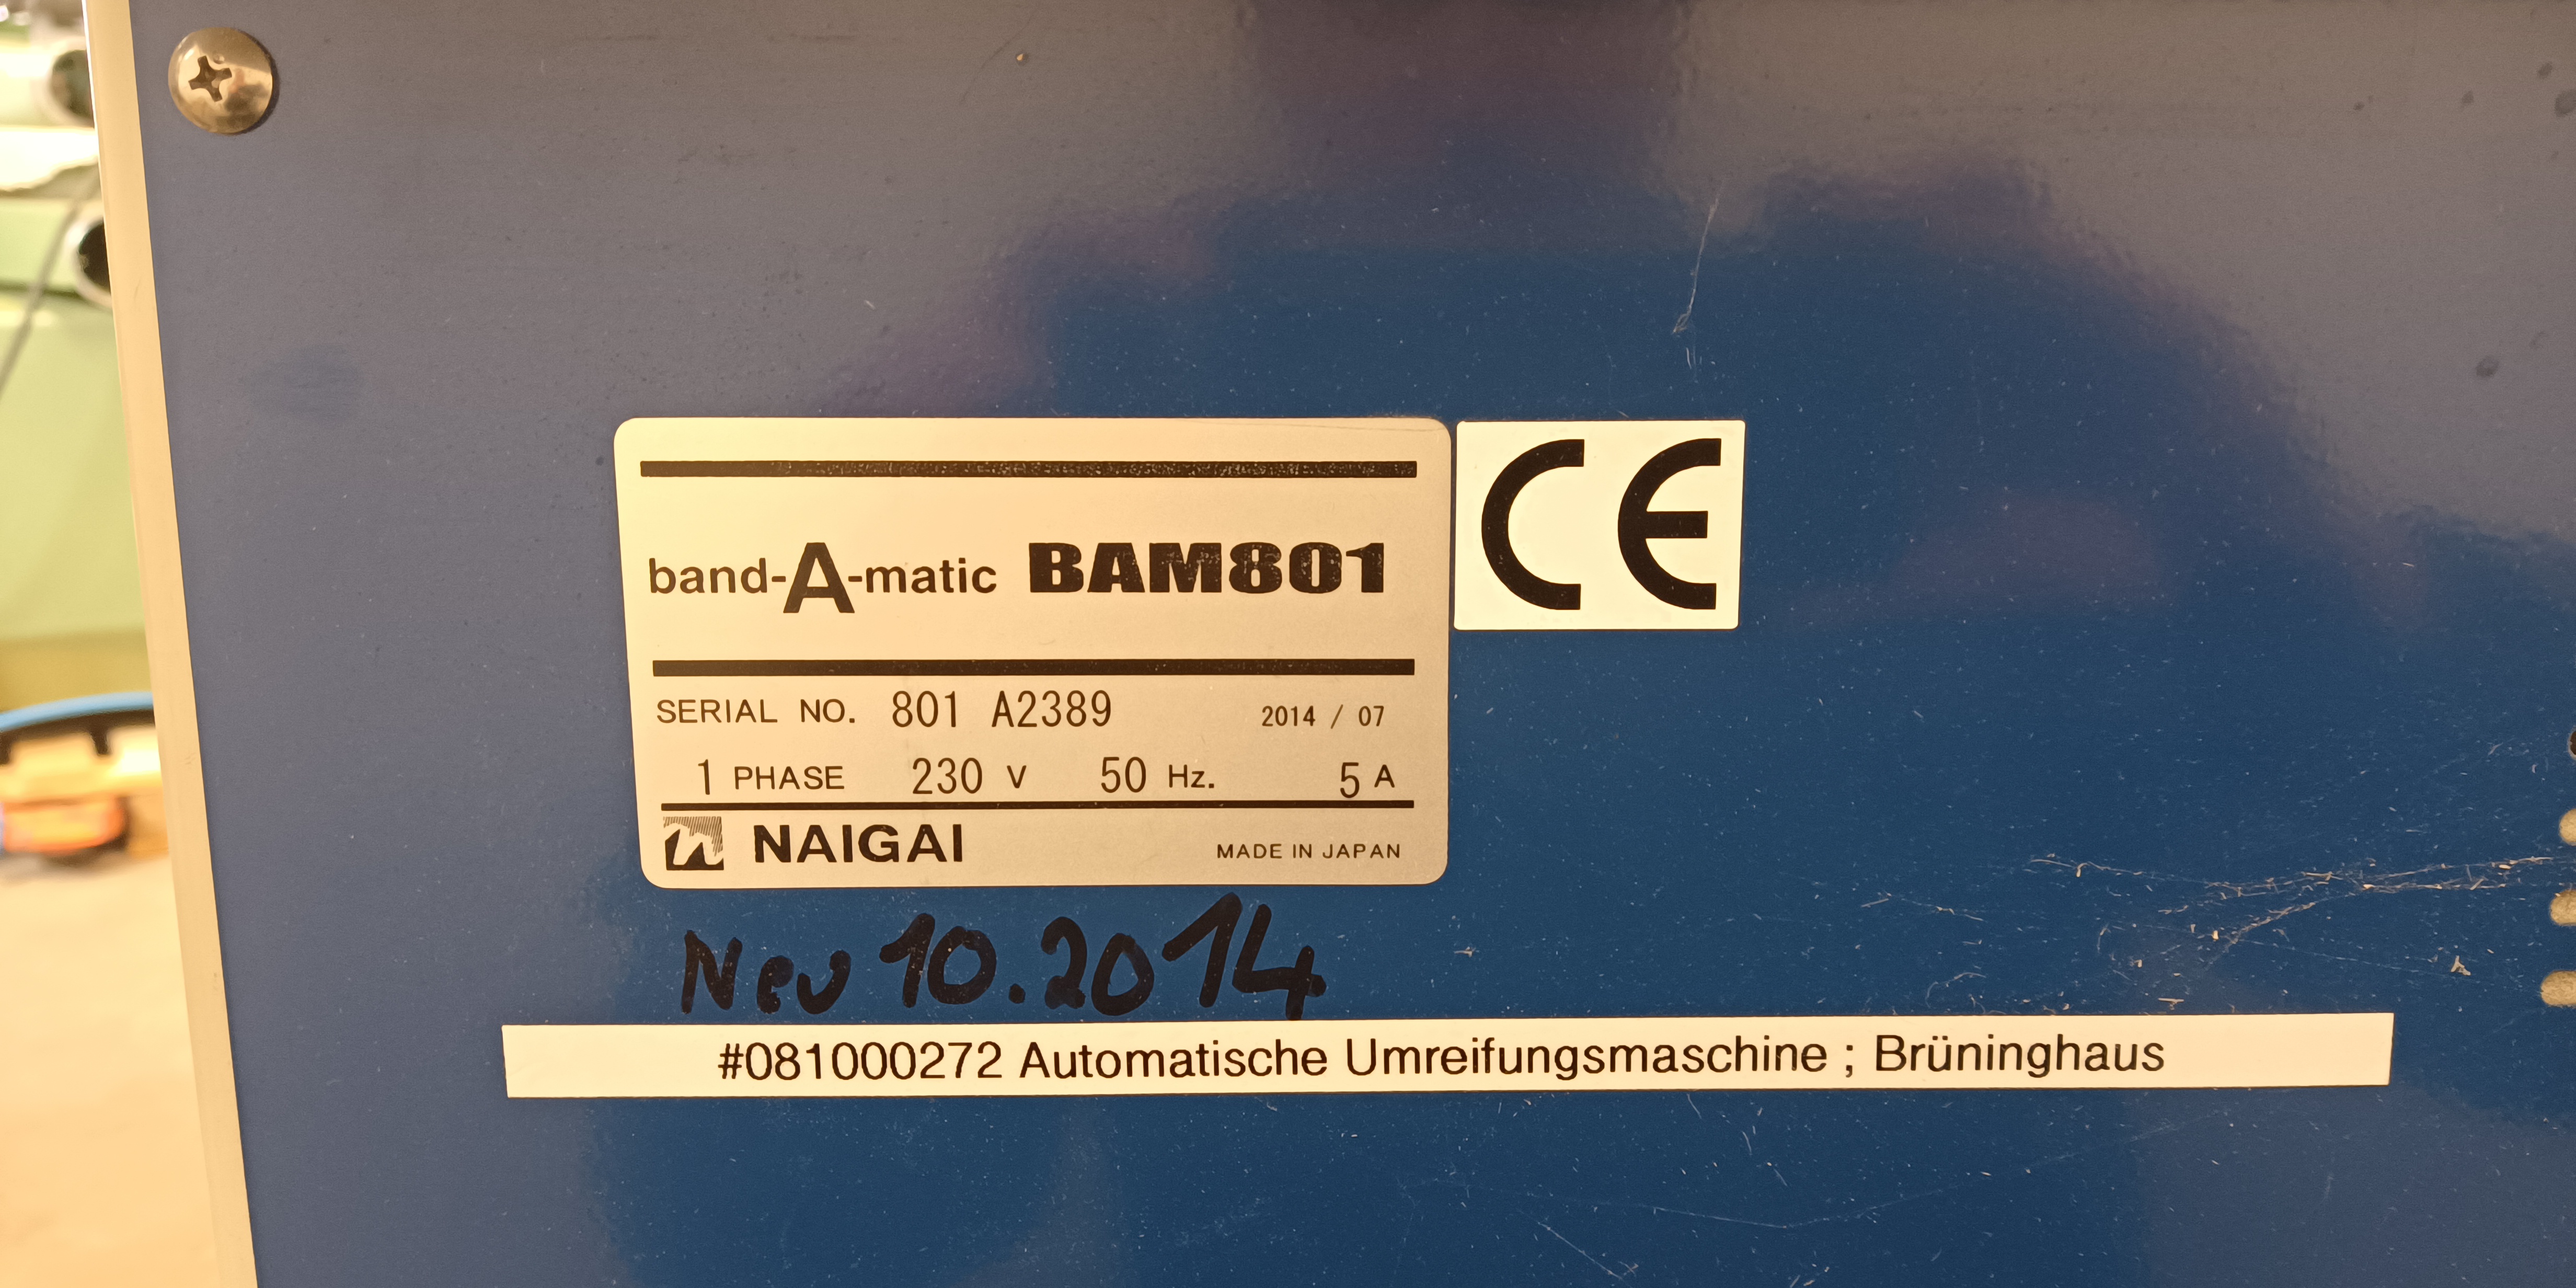 band-A-matic BAM801
CE
SERIAL NO. 801 A2389 2014 / 07
1 PHASE 230 V 50 Hz. 5 A
NAIGAI MADE IN JAPAN
Neu 10.2014
#081000272 Automatische Umreifungsmaschine ; Brüninghaus